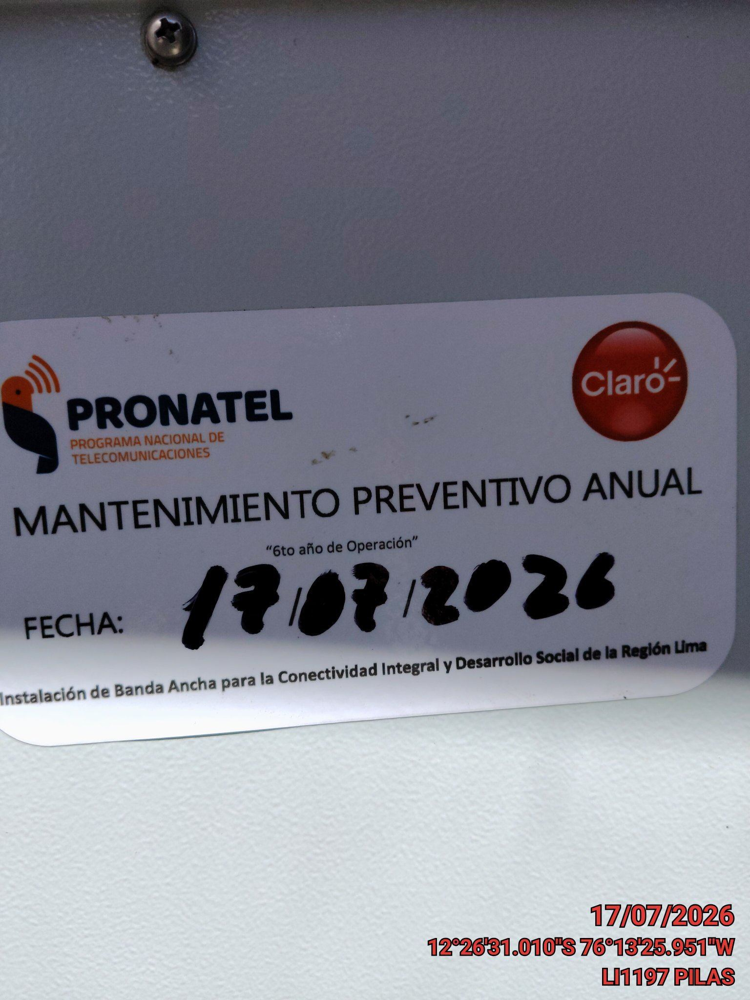 PRONATEL
PROGRAMA NACIONAL DE
TELECOMUNICACIONES
Claro
MANTENIMIENTO PREVENTIVO ANUAL
“6to año de Operación”
FECHA: 17/07/2026
Instalación de Banda Ancha para la Conectividad Integral y Desarrollo Social de la Región Lima
17/07/2026
12°26'31.010"S 76°13'25.951"W
LI1197 PILAS